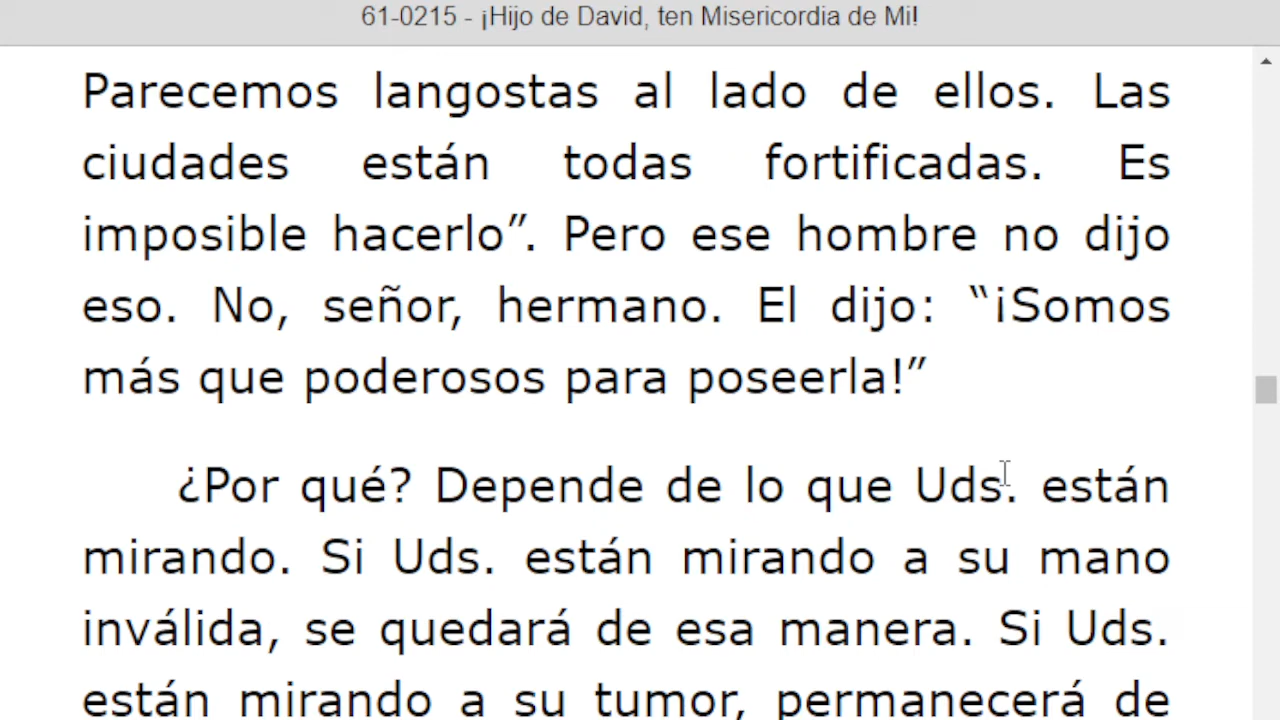 61-0215 - ¡Hijo de David, ten Misericordia de Mi!
Parecemos langostas al lado de ellos. Las
ciudades están todas fortificadas. Es
imposible hacerlo”. Pero ese hombre no dijo
eso. No, señor, hermano. El dijo: “¡Somos
más que poderosos para poseerla!”
¿Por qué? Depende de lo que Uds. están
mirando. Si Uds. están mirando a su mano
inválida, se quedará de esa manera. Si Uds.
están mirando a su tumor, permanecerá de